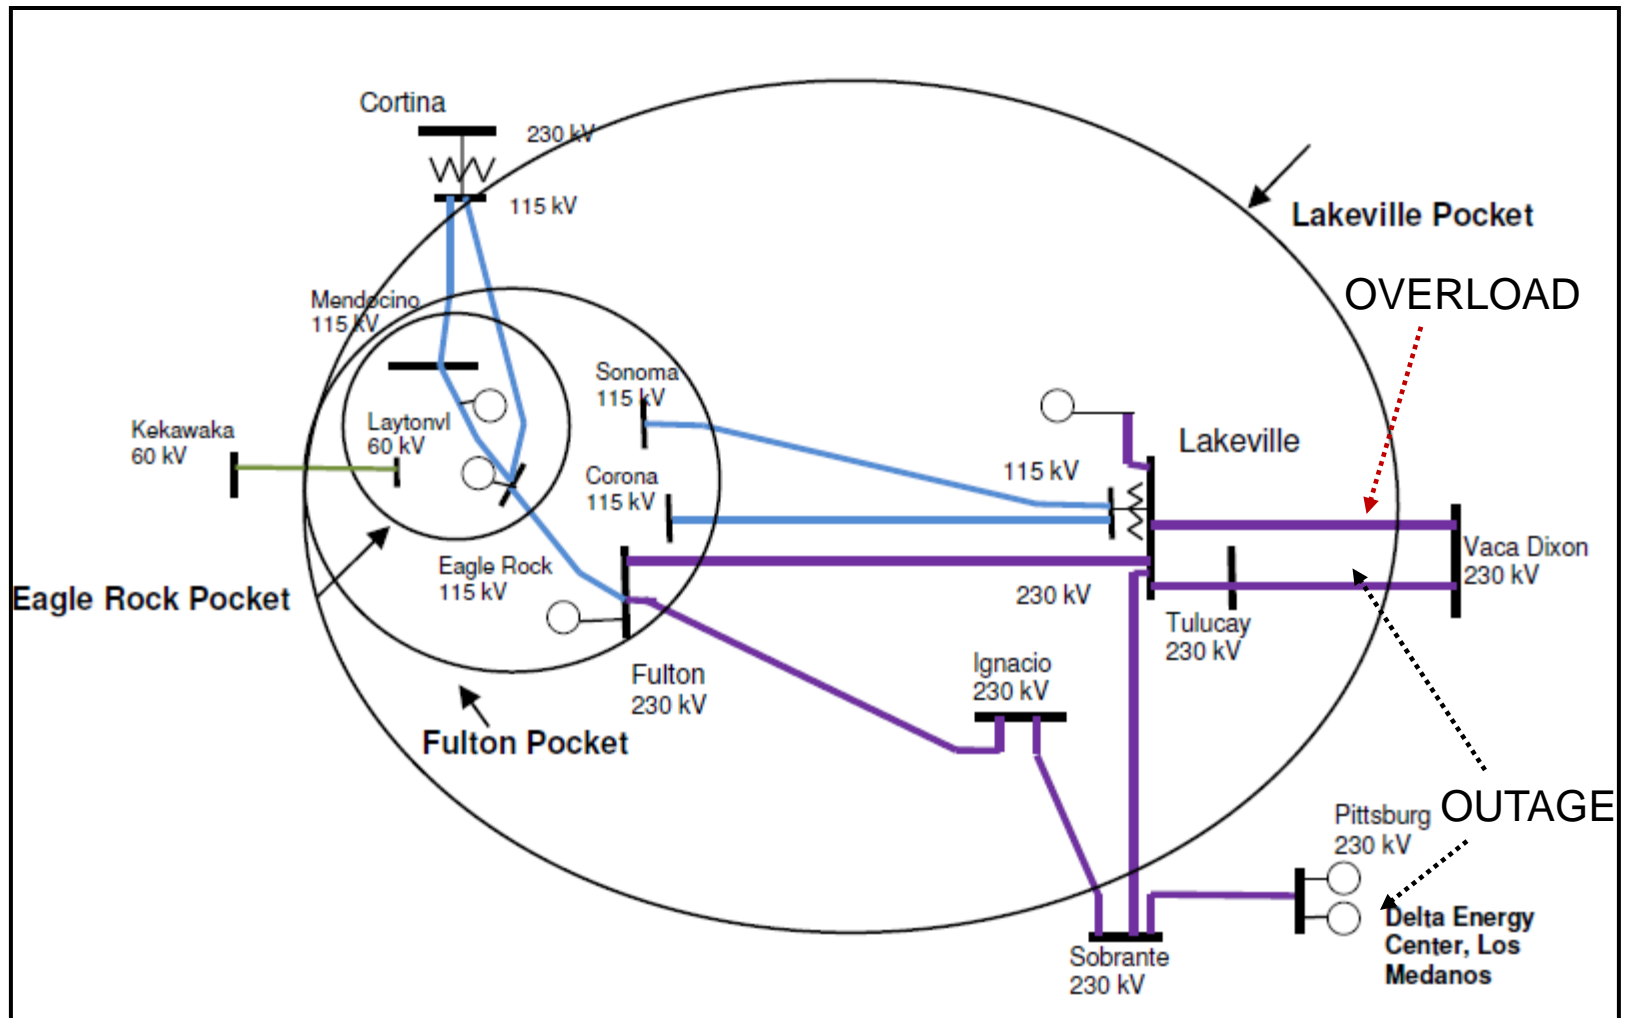 Cortina
230 kV
115 kV
Lakeville Pocket
OVERLOAD
Mendocino
115 kV
Sonoma
115 kV
Laytonvl
60 kV
Kekawaka
60 kV
Lakeville
115 kV
Corona
115 kV
Vaca Dixon
230 kV
Eagle Rock
115 kV
Eagle Rock Pocket
230 kV
Tulucay
230 kV
Fulton
230 kV
Ignacio
230 kV
Fulton Pocket
OUTAGE
Pittsburg
230 kV
Delta Energy
Center, Los
Medanos
Sobrante
230 kV